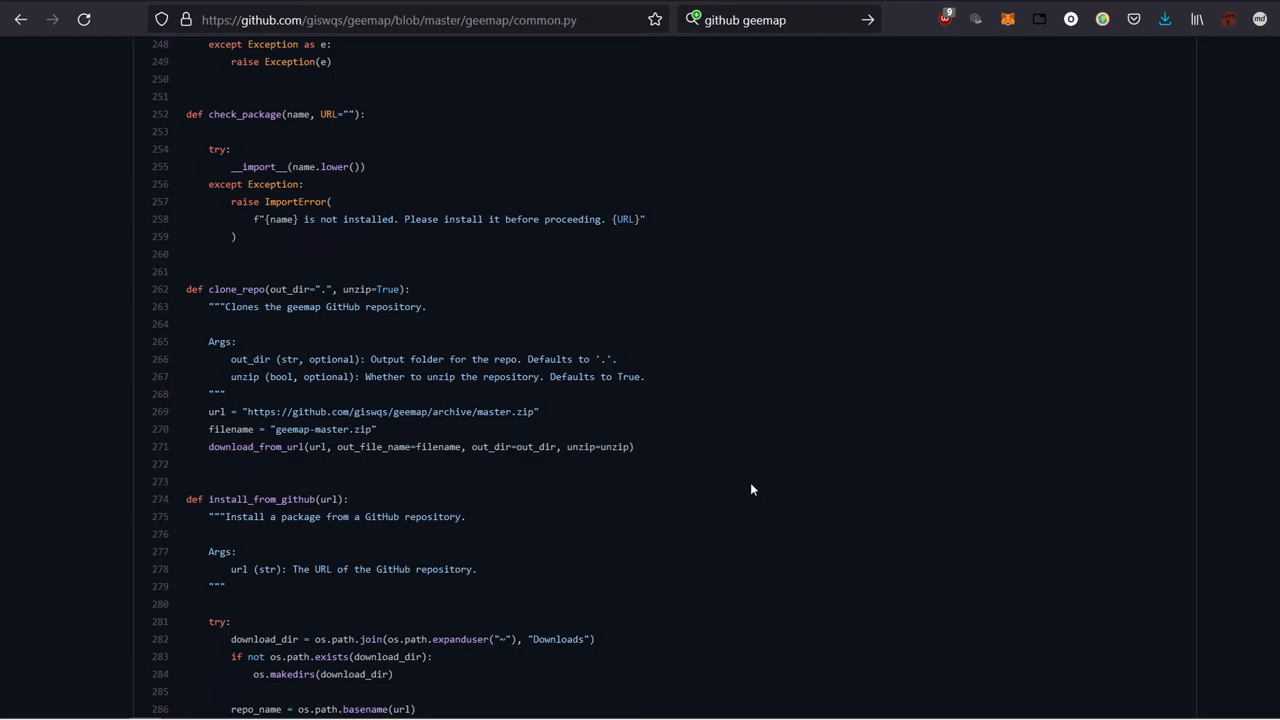 https://github.com/giswqs/geemap/blob/master/geemap/common.py
github geemap
9
248 except Exception as e:
249 raise Exception(e)
250
251
252 def check_package(name, URL=""):
253
254 try:
255 __import__(name.lower())
256 except Exception:
257 raise ImportError(
258 f"{name} is not installed. Please install it before proceeding. {URL}"
259 )
260
261
262 def clone_repo(out_dir=".", unzip=True):
263 """Clones the geemap GitHub repository.
264
265 Args:
266 out_dir (str, optional): Output folder for the repo. Defaults to '.'.
267 unzip (bool, optional): Whether to unzip the repository. Defaults to True.
268 """
269 url = "https://github.com/giswqs/geemap/archive/master.zip"
270 filename = "geemap-master.zip"
271 download_from_url(url, out_file_name=filename, out_dir=out_dir, unzip=unzip)
272
273
274 def install_from_github(url):
275 """Install a package from a GitHub repository.
276
277 Args:
278 url (str): The URL of the GitHub repository.
279 """
280
281 try:
282 download_dir = os.path.join(os.path.expanduser("~"), "Downloads")
283 if not os.path.exists(download_dir):
284 os.makedirs(download_dir)
285
286 repo_name = os.path.basename(url)